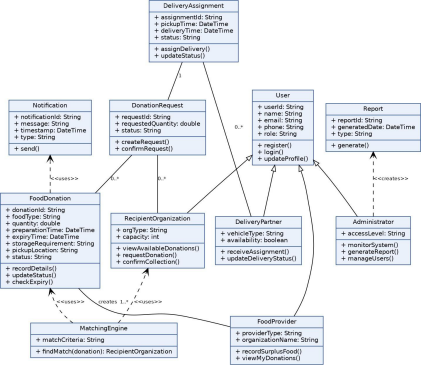 DeliveryAssignment
+ assignmentId: String
+ pickupTime: DateTime
+ deliveryTime: DateTime
+ status: String
+ assignDelivery()
+ updateStatus()
1
Notification
+ notificationId: String
+ message: String
+ timestamp: DateTime
+ type: String
+ send()
DonationRequest
+ requestId: String
+ requestedQuantity: double
+ status: String
+ createRequest()
+ confirmRequest()
0..*
User
+ userId: String
+ name: String
+ email: String
+ phone: String
+ role: String
+ register()
+ login()
+ updateProfile()
Report
+ reportId: String
+ generatedDate: DateTime
+ type: String
+ generate()
<<uses>>
0..*
0..*
<<creates>>
FoodDonation
+ donationId: String
+ foodType: String
+ quantity: double
+ preparationTime: DateTime
+ expiryTime: DateTime
+ storageRequirement: String
+ pickupLocation: String
+ status: String
+ recordDetails()
+ updateStatus()
+ checkExpiry()
RecipientOrganization
+ orgType: String
+ capacity: int
+ viewAvailableDonations()
+ requestDonation()
+ confirmCollection()
DeliveryPartner
+ vehicleType: String
+ availability: boolean
+ receiveAssignment()
+ updateDeliveryStatus()
Administrator
+ accessLevel: String
+ monitorSystem()
+ generateReport()
+ manageUsers()
<<uses>>
creates
1..*
<<uses>>
MatchingEngine
+ matchCriteria: String
+ findMatch(donation): RecipientOrganization
FoodProvider
+ providerType: String
+ organizationName: String
+ recordSurplusFood()
+ viewMyDonations()